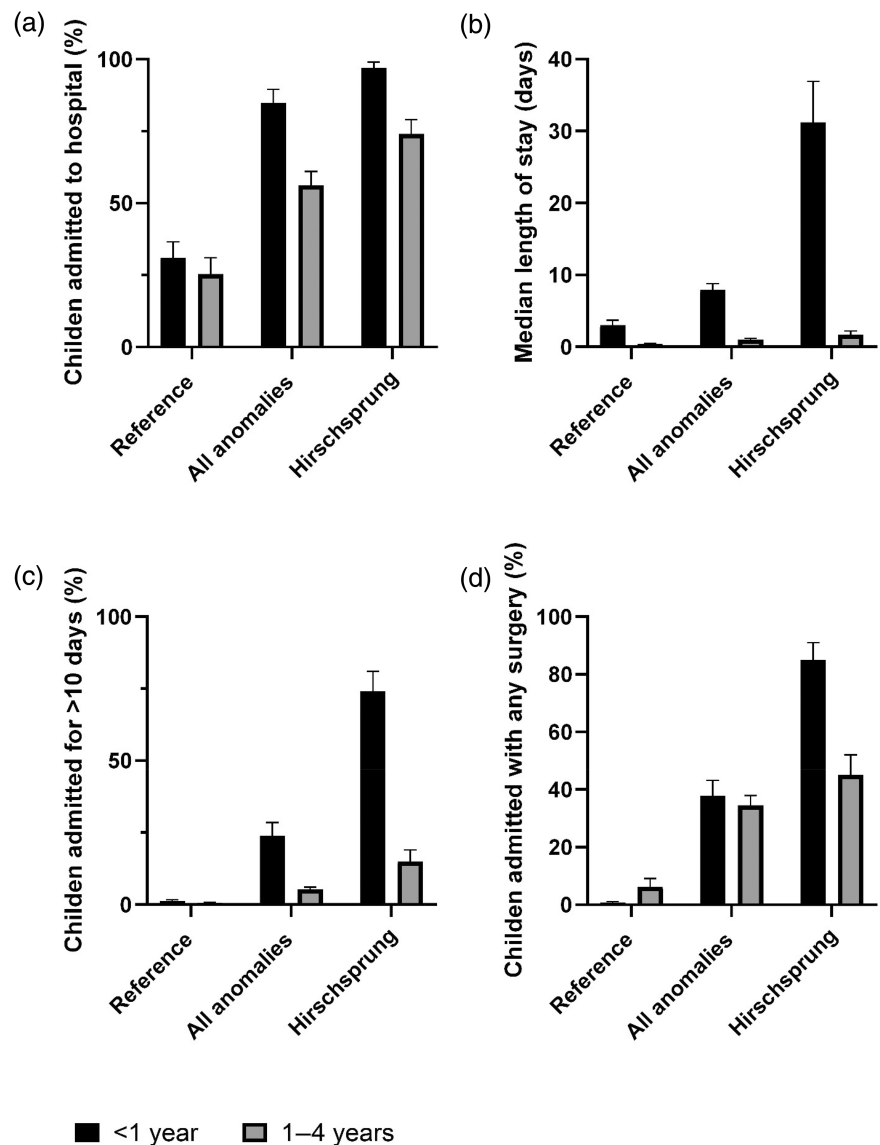 (a)
Childen admitted to hospital (%)
100
50
0
Reference
All anomalies
Hirschsprung
(b)
Median length of stay (days)
40
30
20
10
0
Reference
All anomalies
Hirschsprung
(c)
Childen admitted for >10 days (%)
100
50
0
Reference
All anomalies
Hirschsprung
(d)
Childen admitted with any surgery (%)
100
80
60
40
20
0
Reference
All anomalies
Hirschsprung
<1 year
1–4 years